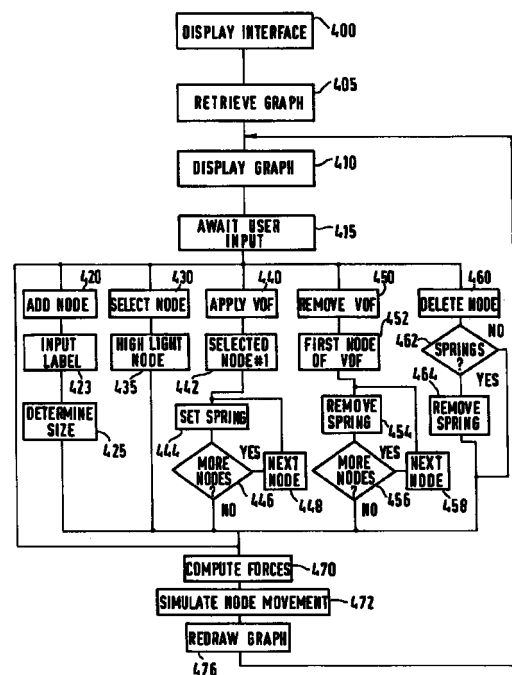 DISPLAY INTERFACE
400
405
RETRIEVE GRAPH
DISPLAY GRAPH
410
AWAIT USER
INPUT
415
420
430
440
450
460
ADD NODE
SELECT NODE
APPLY VOF
REMOVE VOF
DELETE NODE
INPUT
LABEL
423
HIGH LIGHT
NODE
435
SELECTED
NODE#1
442
452
FIRST NODE
OF VOF
462
NO
SPRINGS
?
YES
464
REMOVE
SPRING
DETERMINE
SIZE
425
SET SPRING
444
REMOVE
SPRING
454
MORE
NODES
?
YES
446
NO
NEXT
NODE
448
MORE
NODES
?
YES
456
NO
NEXT
NODE
458
COMPUTE FORCES
470
SIMULATE NODE MOVEMENT
472
REDRAW GRAPH
476